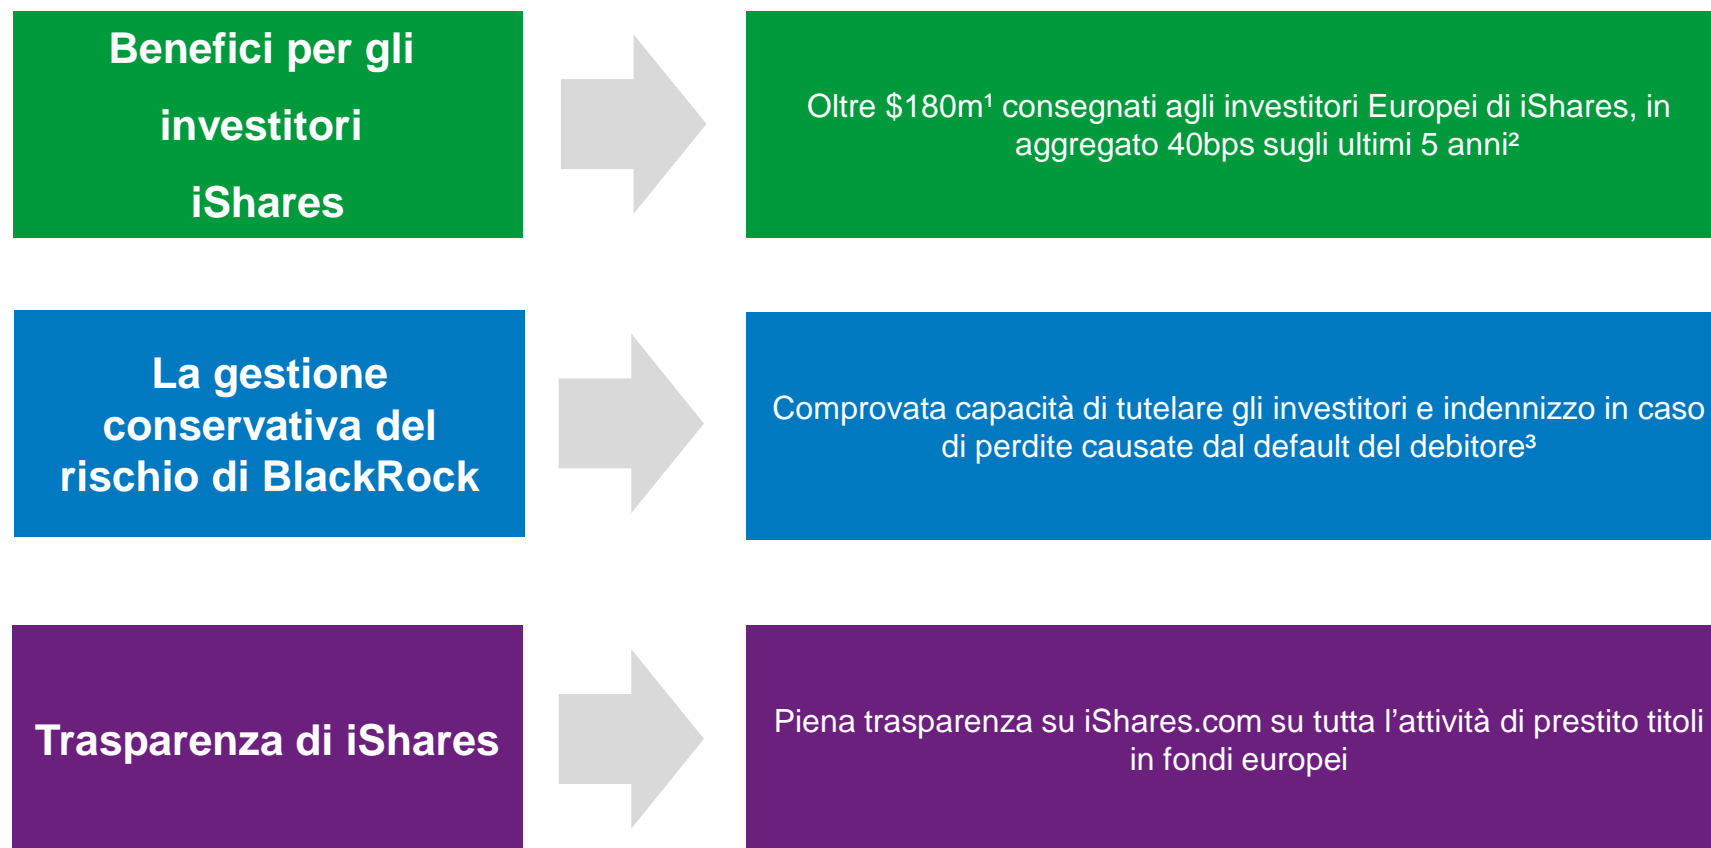 Benefici per gli
investitori
iShares
Oltre $180m¹ consegnati agli investitori Europei di iShares, in
aggregato 40bps sugli ultimi 5 anni²
La gestione
conservativa del
rischio di BlackRock
Comprovata capacità di tutelare gli investitori e indennizzo in caso
di perdite causate dal default del debitore³
Trasparenza di iShares
Piena trasparenza su iShares.com su tutta l’attività di prestito titoli
in fondi europei